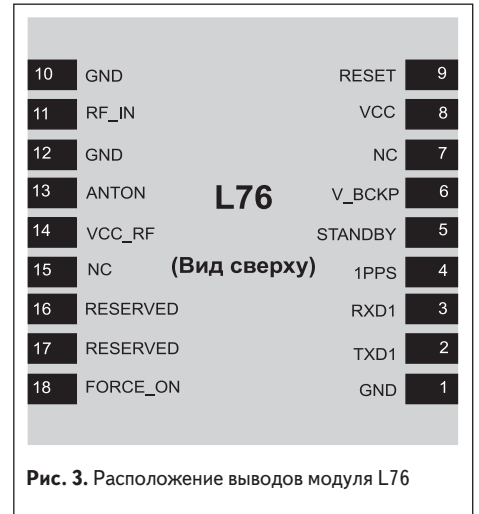 10 GND RESET 9
11 RF_IN VCC 8
12 GND NC 7
13 ANTON L76 V_BCKP 6
14 VCC_RF STANDBY 5
15 NC (Вид сверху) 1PPS 4
16 RESERVED RXD1 3
17 RESERVED TXD1 2
18 FORCE_ON GND 1
Рис. 3. Расположение выводов модуля L76